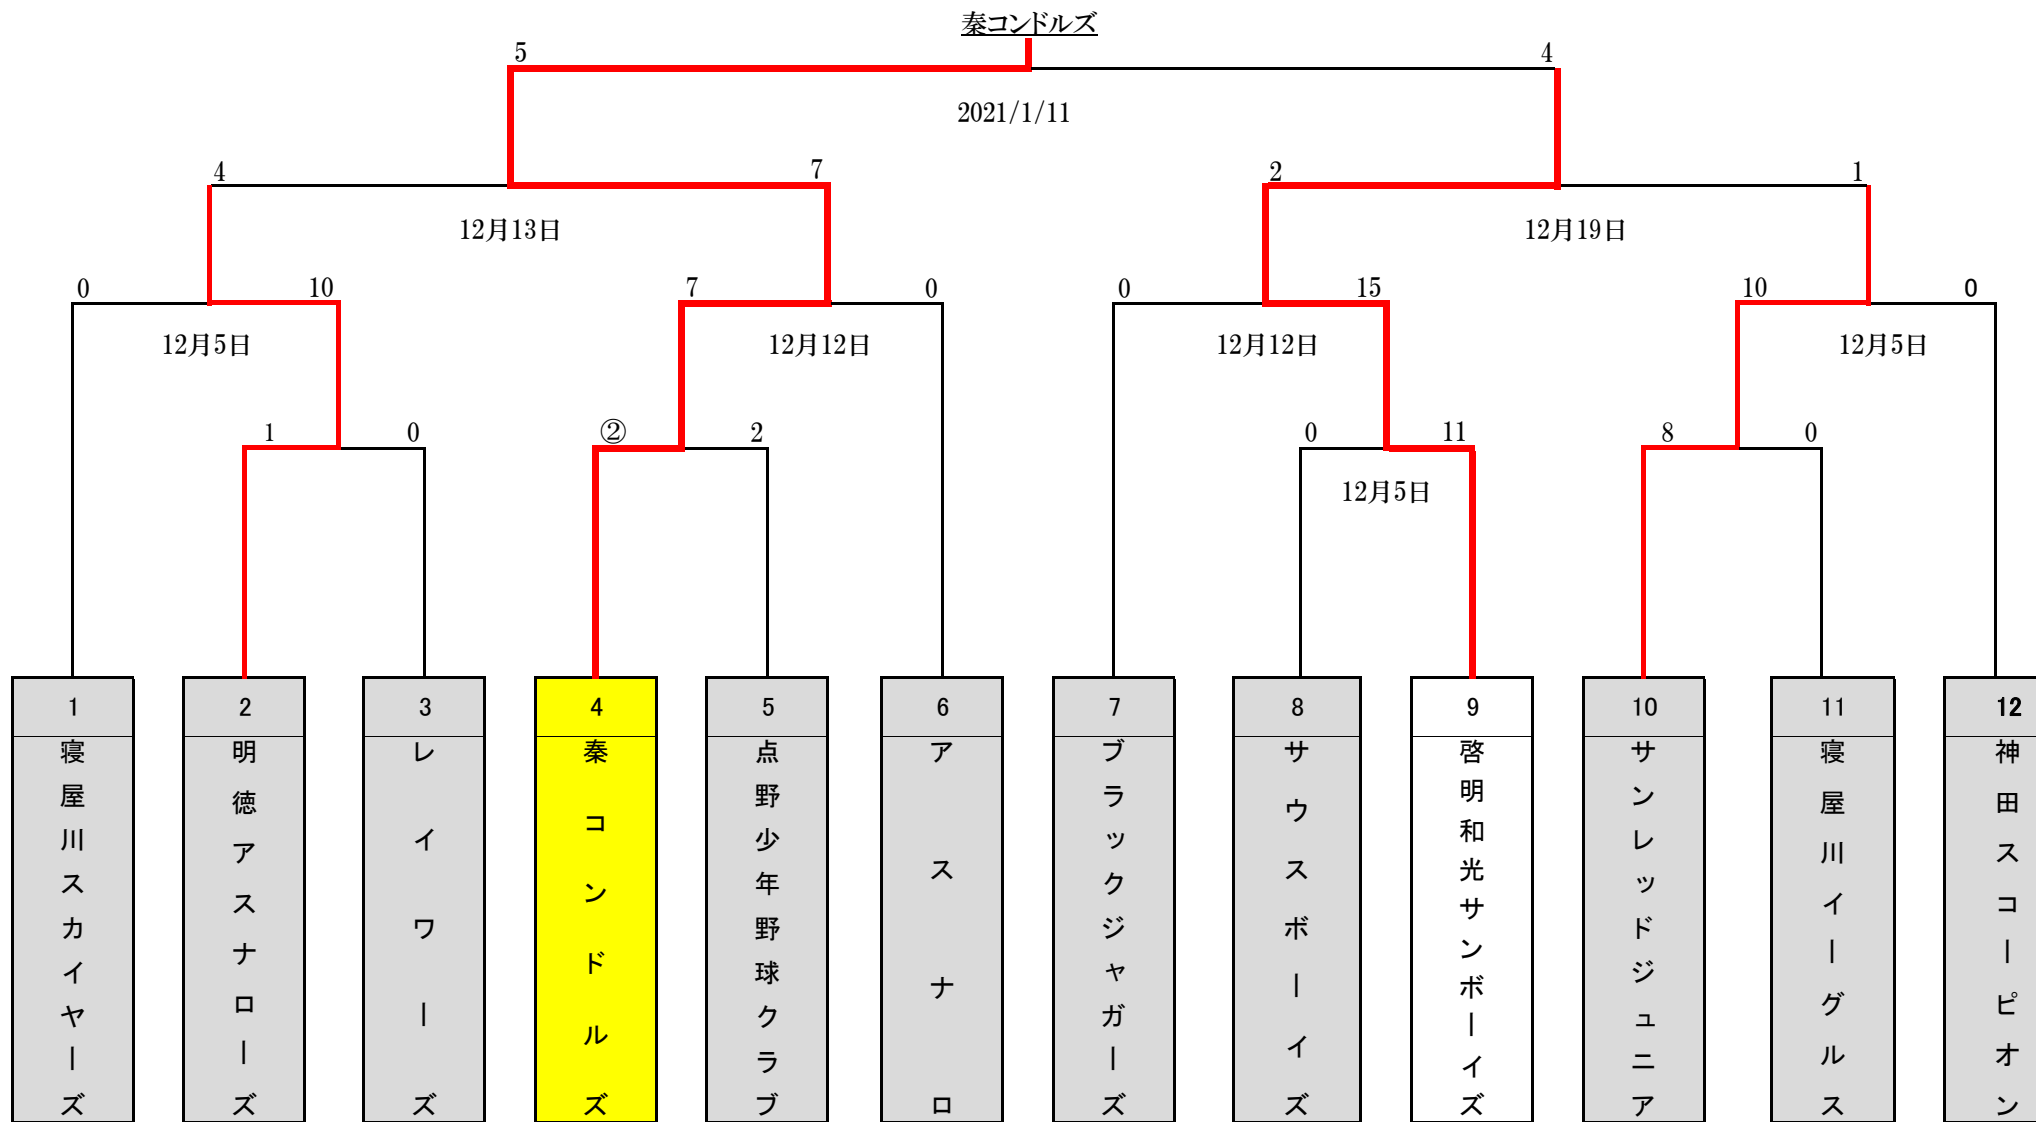 秦コンドルズ
5
4
2021/1/11
4
7
2
1
12月13日
12月19日
0
10
7
0
0
15
10
0
12月5日
12月12日
12月12日
12月5日
1
0
②
2
0
11
8
0
12月5日
1
寝屋川スカイヤーズ
2
明徳アスナローズ
3
レイワーズ
4
秦コンドルズ
5
点野少年野球クラブ
6
アスナロ
7
ブラックジャガーズ
8
サウスボーイズ
9
啓明和光サンボーイズ
10
サンレッドジュニア
11
寝屋川イーグルス
12
神田スコーピオン